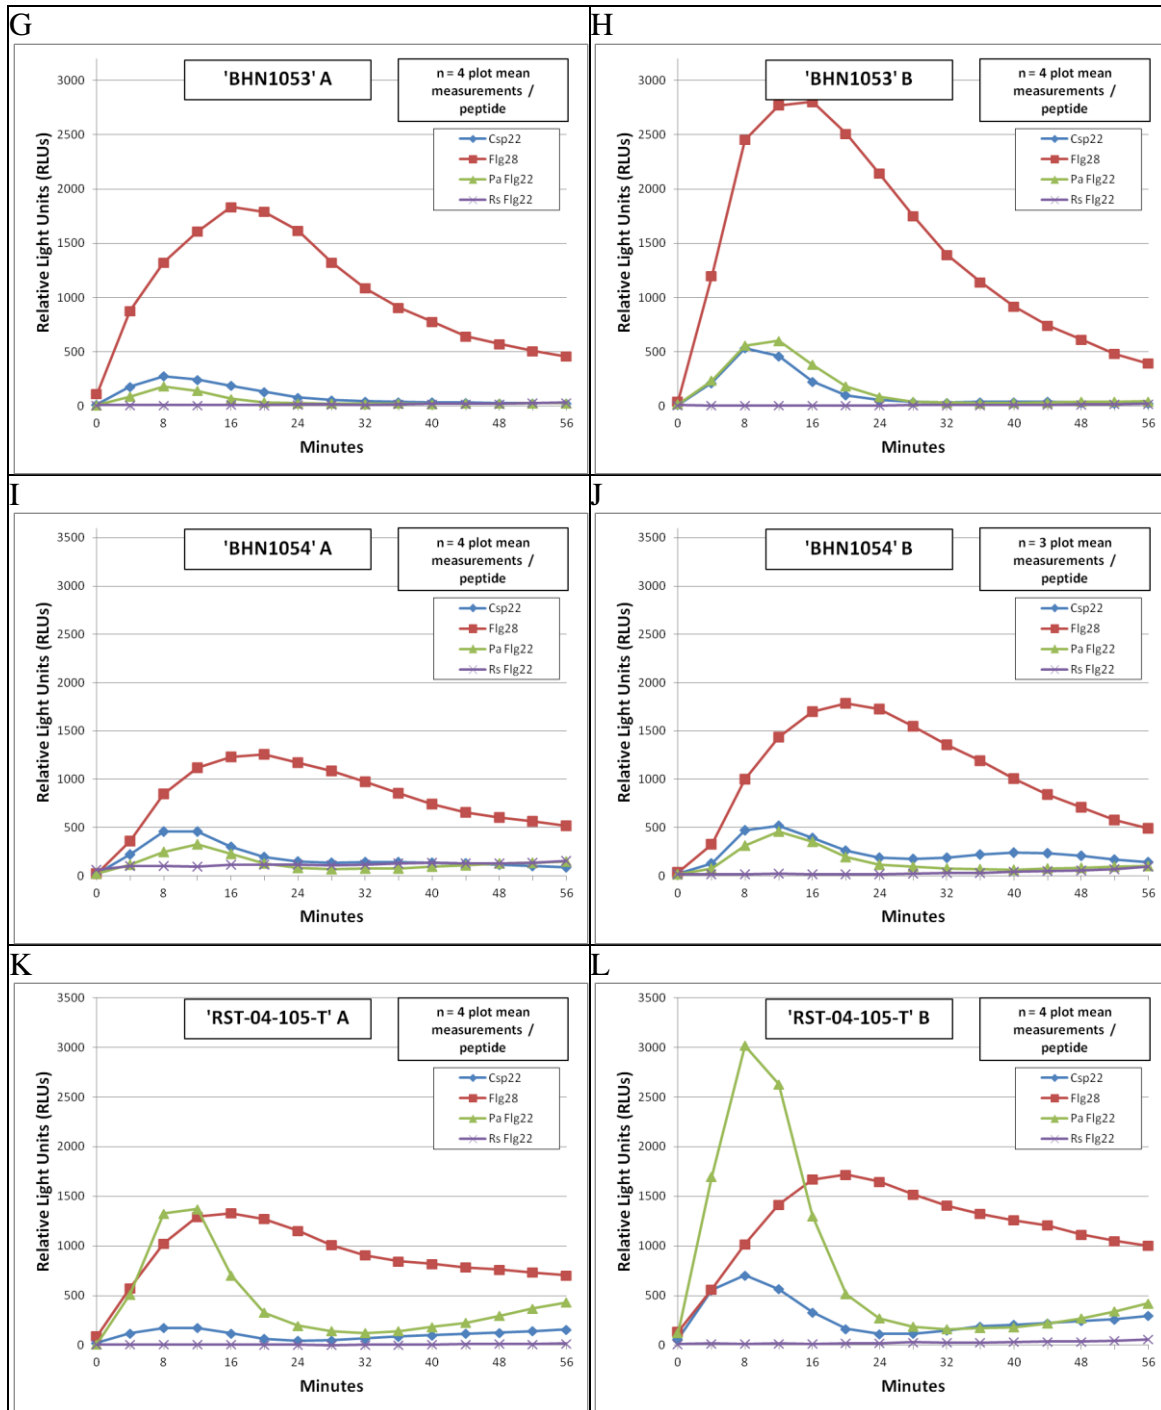 G
'BHN1053' A
n = 4 plot mean
measurements /
peptide
Csp22
Flg28
Pa Flg22
Rs Flg22
Relative Light Units (RLUs)
3000
2500
2000
1500
1000
500
0
0 8 16 24 32 40 48 56
Minutes
H
'BHN1053' B
n = 4 plot mean
measurements /
peptide
Csp22
Flg28
Pa Flg22
Rs Flg22
Relative Light Units (RLUs)
3000
2500
2000
1500
1000
500
0
0 8 16 24 32 40 48 56
Minutes
I
'BHN1054' A
n = 4 plot mean
measurements /
peptide
Csp22
Flg28
Pa Flg22
Rs Flg22
Relative Light Units (RLUs)
3500
3000
2500
2000
1500
1000
500
0
0 8 16 24 32 40 48 56
Minutes
J
'BHN1054' B
n = 3 plot mean
measurements /
peptide
Csp22
Flg28
Pa Flg22
Rs Flg22
Relative Light Units (RLUs)
3500
3000
2500
2000
1500
1000
500
0
0 8 16 24 32 40 48 56
Minutes
K
'RST-04-105-T' A
n = 4 plot mean
measurements /
peptide
Csp22
Flg28
Pa Flg22
Rs Flg22
Relative Light Units (RLUs)
3500
3000
2500
2000
1500
1000
500
0
0 8 16 24 32 40 48 56
Minutes
L
'RST-04-105-T' B
n = 4 plot mean
measurements /
peptide
Csp22
Flg28
Pa Flg22
Rs Flg22
Relative Light Units (RLUs)
3500
3000
2500
2000
1500
1000
500
0
0 8 16 24 32 40 48 56
Minutes